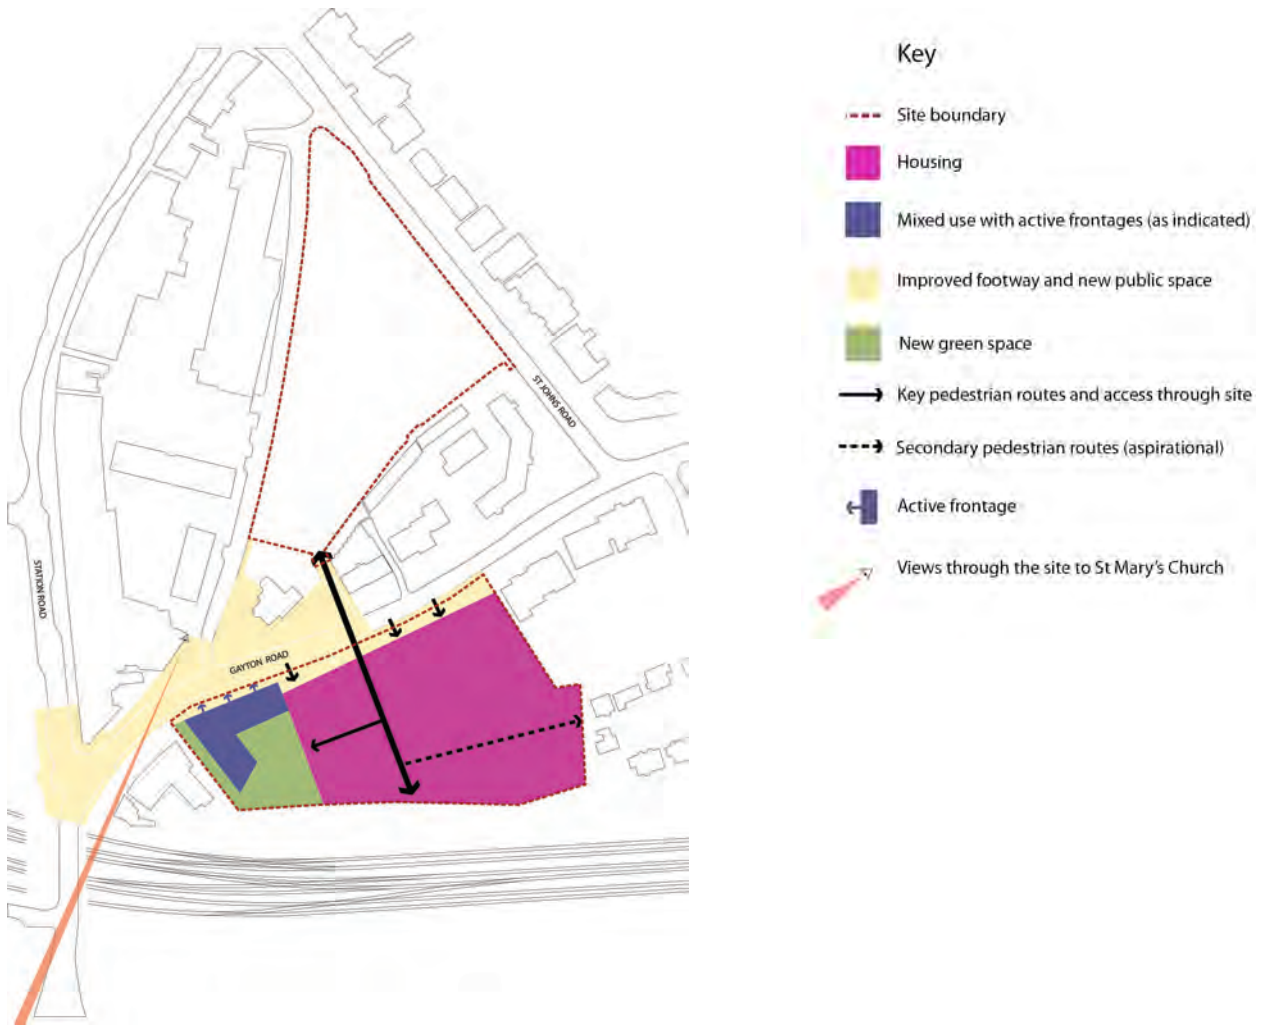 ST JOHNS ROAD
STATION ROAD
GAYTON ROAD
Key
Site boundary
Housing
Mixed use with active frontages (as indicated)
Improved footway and new public space
New green space
Key pedestrian routes and access through site
Secondary pedestrian routes (aspirational)
Active frontage
Views through the site to St Mary's Church